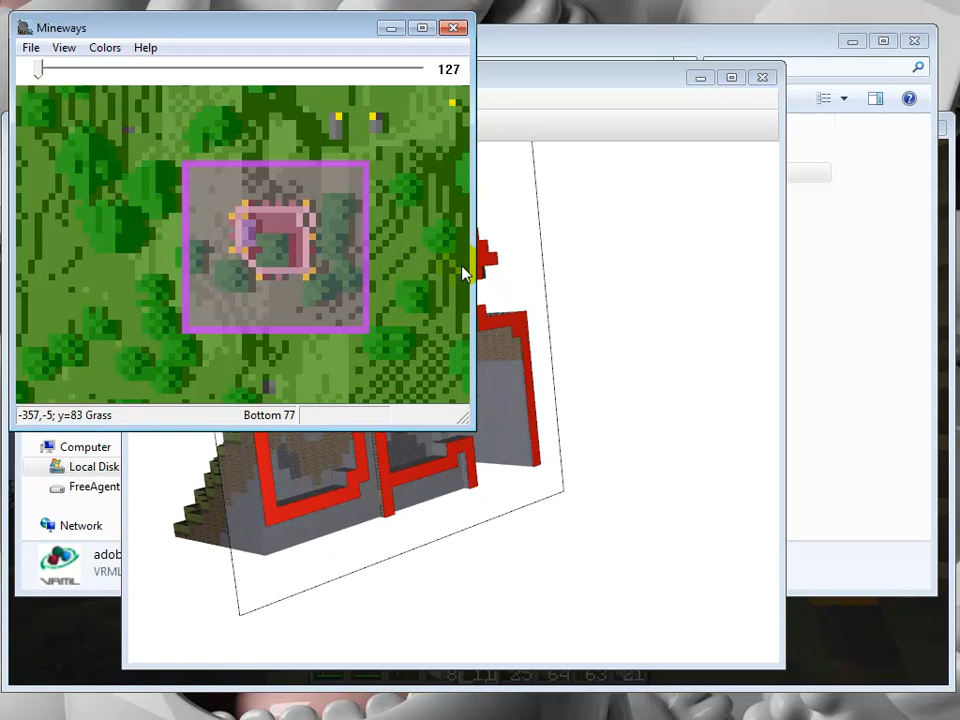 Mineways
File View Colors Help
127
-357,-5; y=83 Grass
Bottom 77
Computer
Local Disk
FreeAgent
Network
VRML
adob
VRML